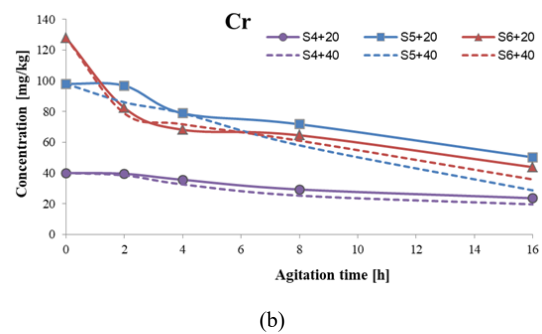 Cr
S4+20 S5+20 S6+20
S4+40 S5+40 S6+40
Concentration [mg/kg]
140
120
100
80
60
40
20
0
0 2 4 6 8 10 12 14 16
Agitation time [h]
(b)